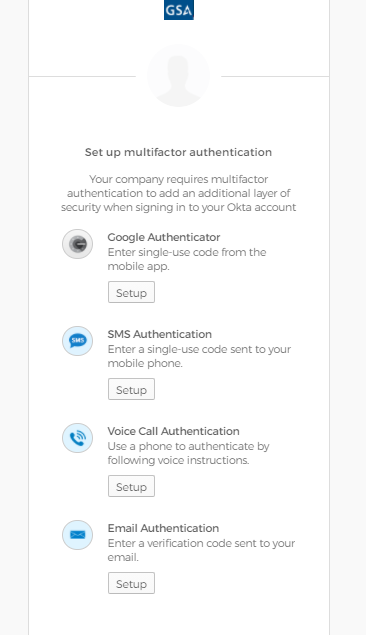 GSA
Set up multifactor authentication
Your company requires multifactor
authentication to add an additional layer of
security when signing in to your Okta account
Google Authenticator
Enter single-use code from the
mobile app.
Setup
SMS
SMS Authentication
Enter a single-use code sent to your
mobile phone.
Setup
Voice Call Authentication
Use a phone to authenticate by
following voice instructions.
Setup
Email Authentication
Enter a verification code sent to your
email.
Setup